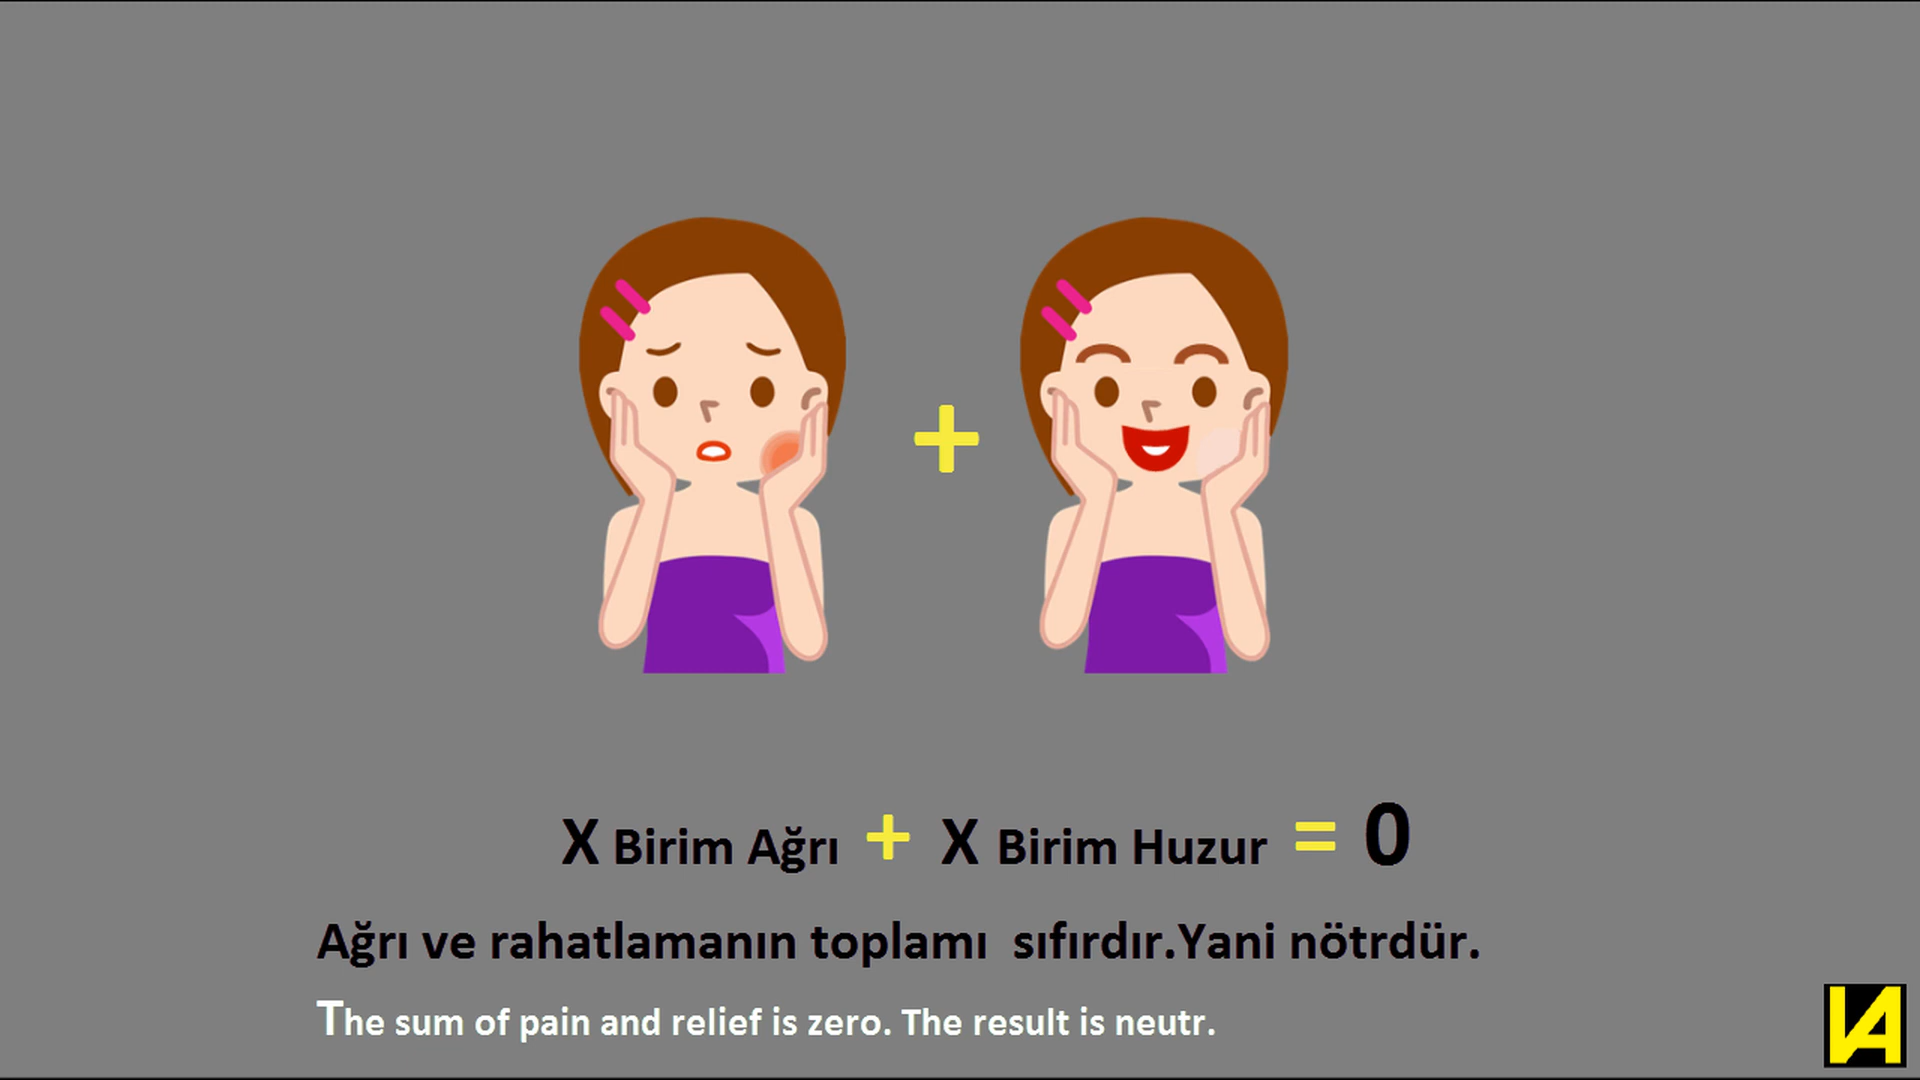 +
X Birim Ağrı + X Birim Huzur = 0
Ağrı ve rahatlamanın toplamı sıfırdır.Yani nötrdür.
The sum of pain and relief is zero. The result is neutr.
VA